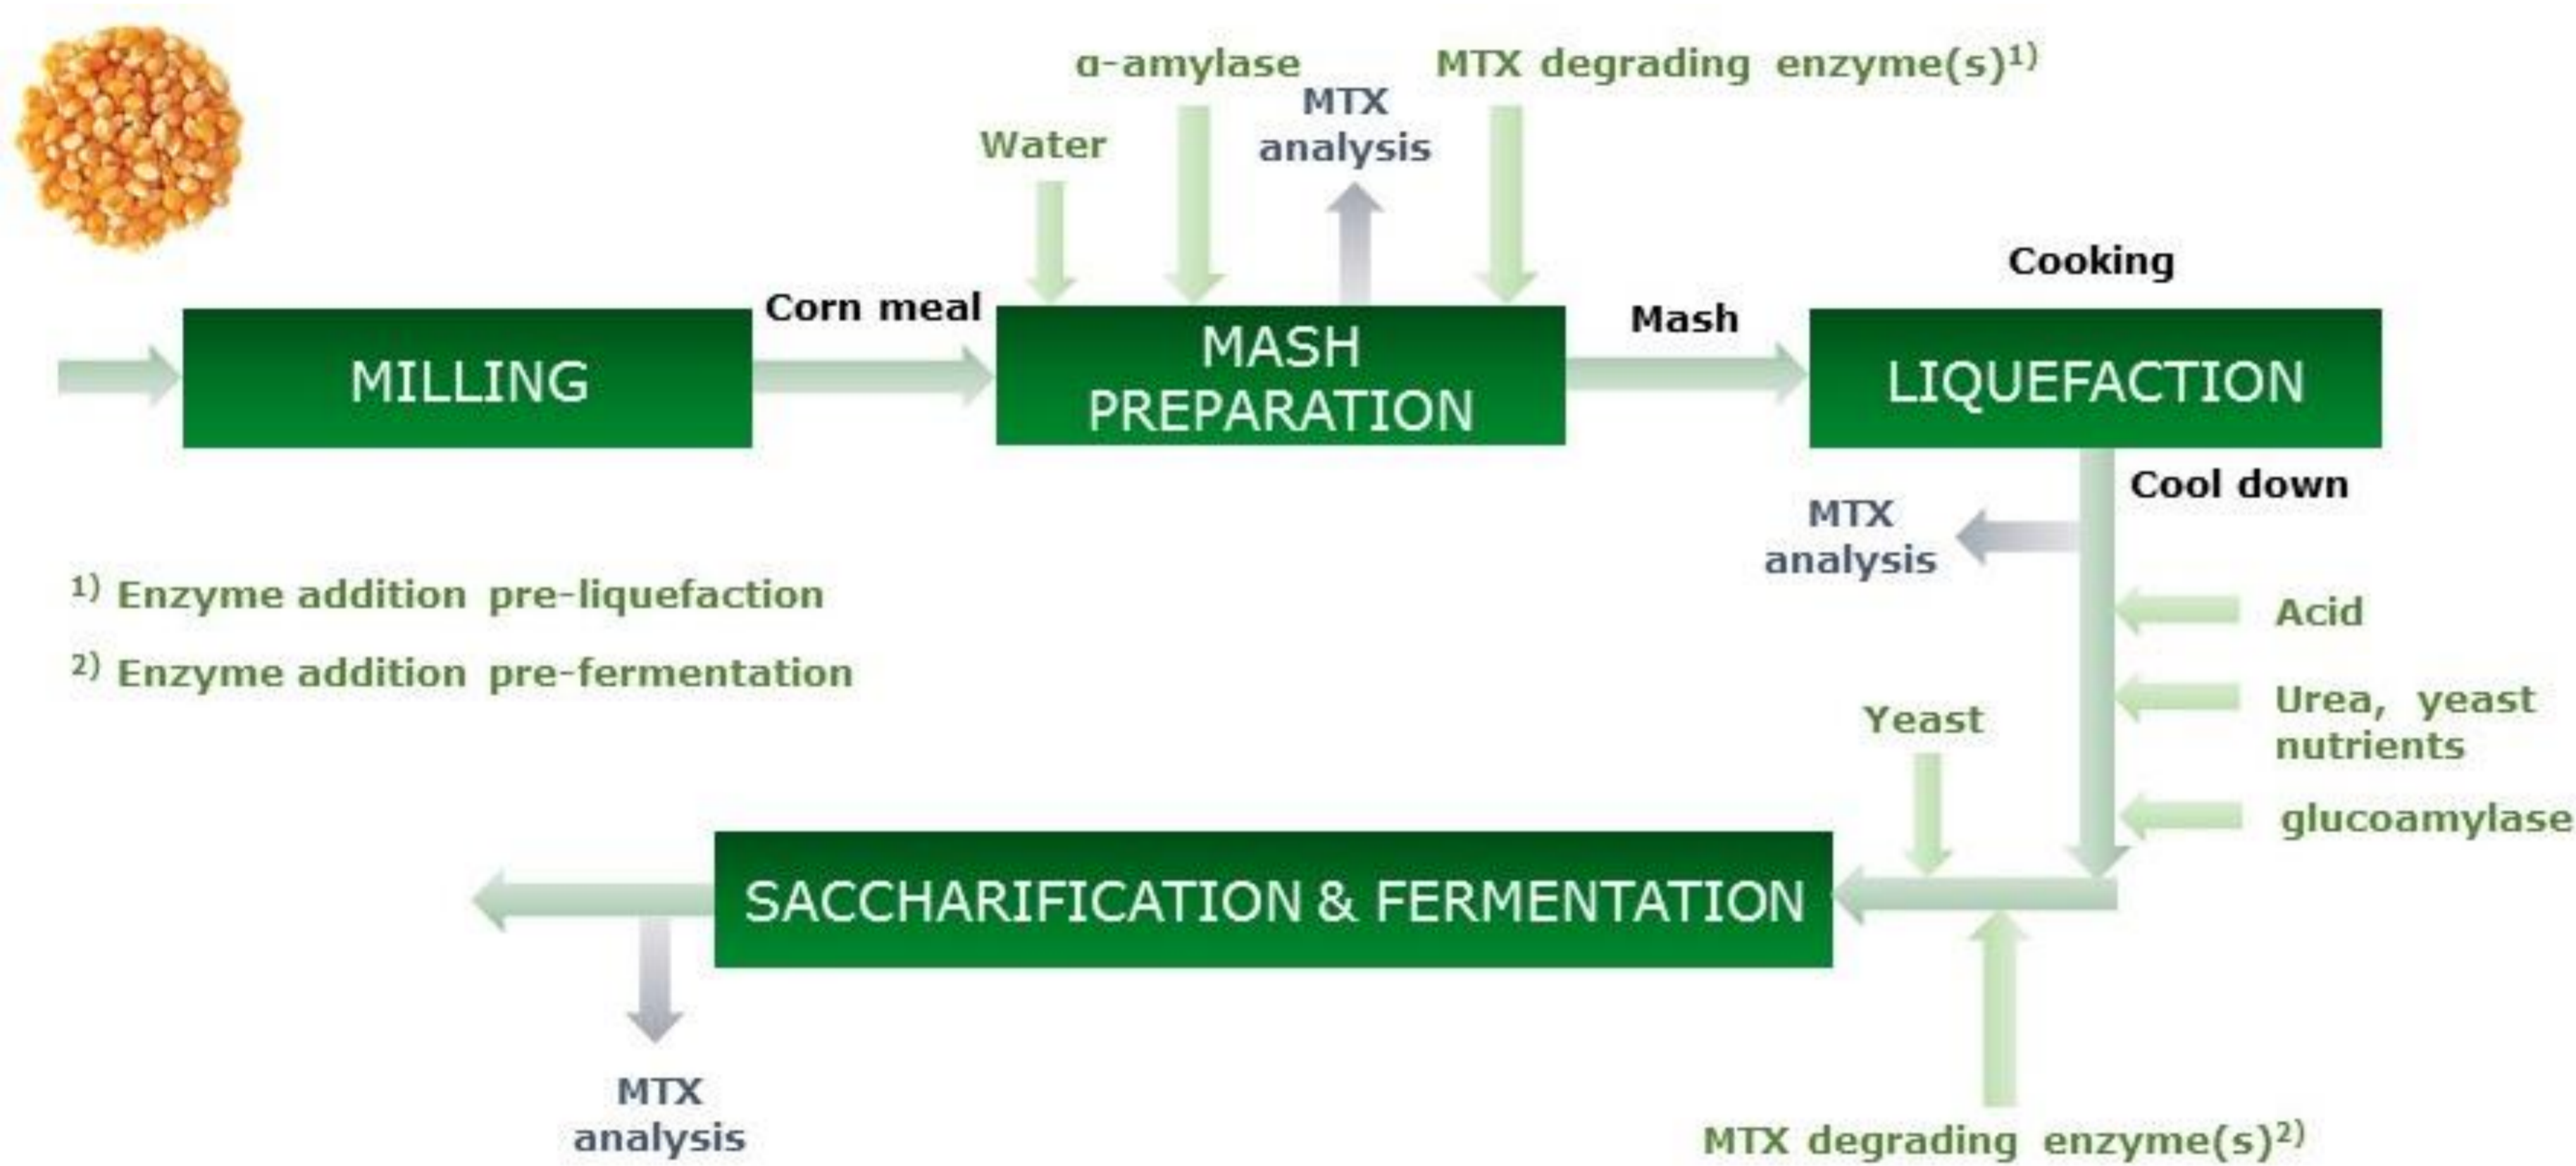 α-amylase
MTX degrading enzyme(s)1)
MTX
analysis
Water
Corn meal
Cooking
Mash
MILLING
MASH
PREPARATION
LIQUEFACTION
Cool down
MTX
analysis
1) Enzyme addition pre-liquefaction
2) Enzyme addition pre-fermentation
Acid
Urea, yeast
nutrients
glucoamylase
Yeast
SACCHARIFICATION & FERMENTATION
MTX
analysis
MTX degrading enzyme(s)2)